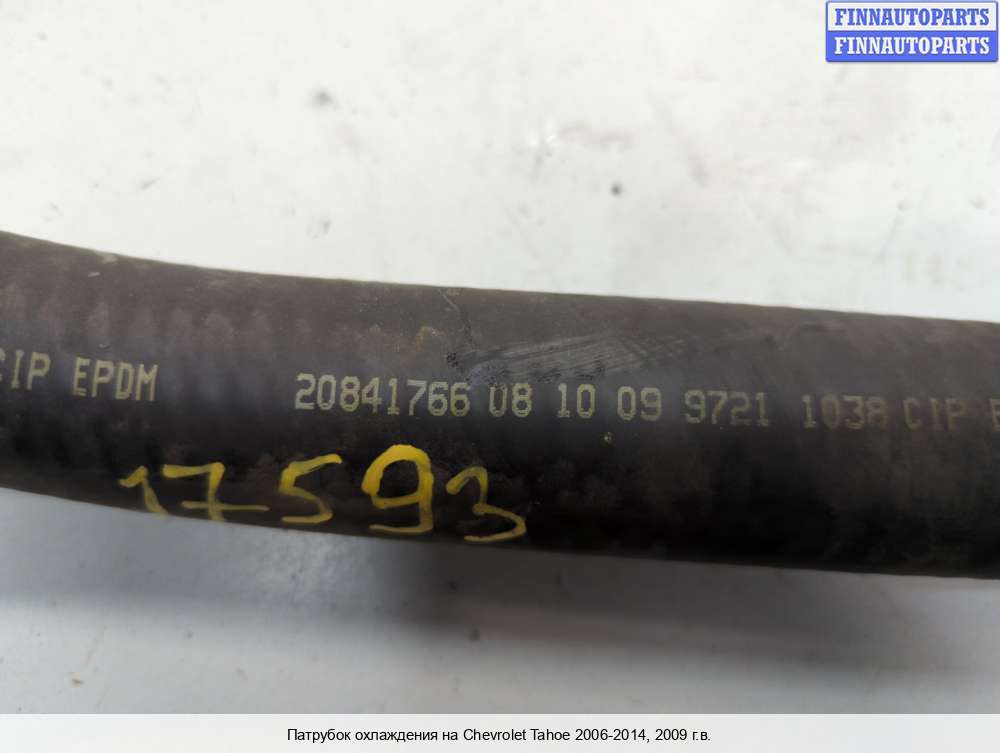 FINNAUTOPARTS
FINNAUTOPARTS
CIP EPDM 20841766 08 10 09 9721 1038 CIP
17593
Патрубок охлаждения на Chevrolet Tahoe 2006-2014, 2009 г.в.